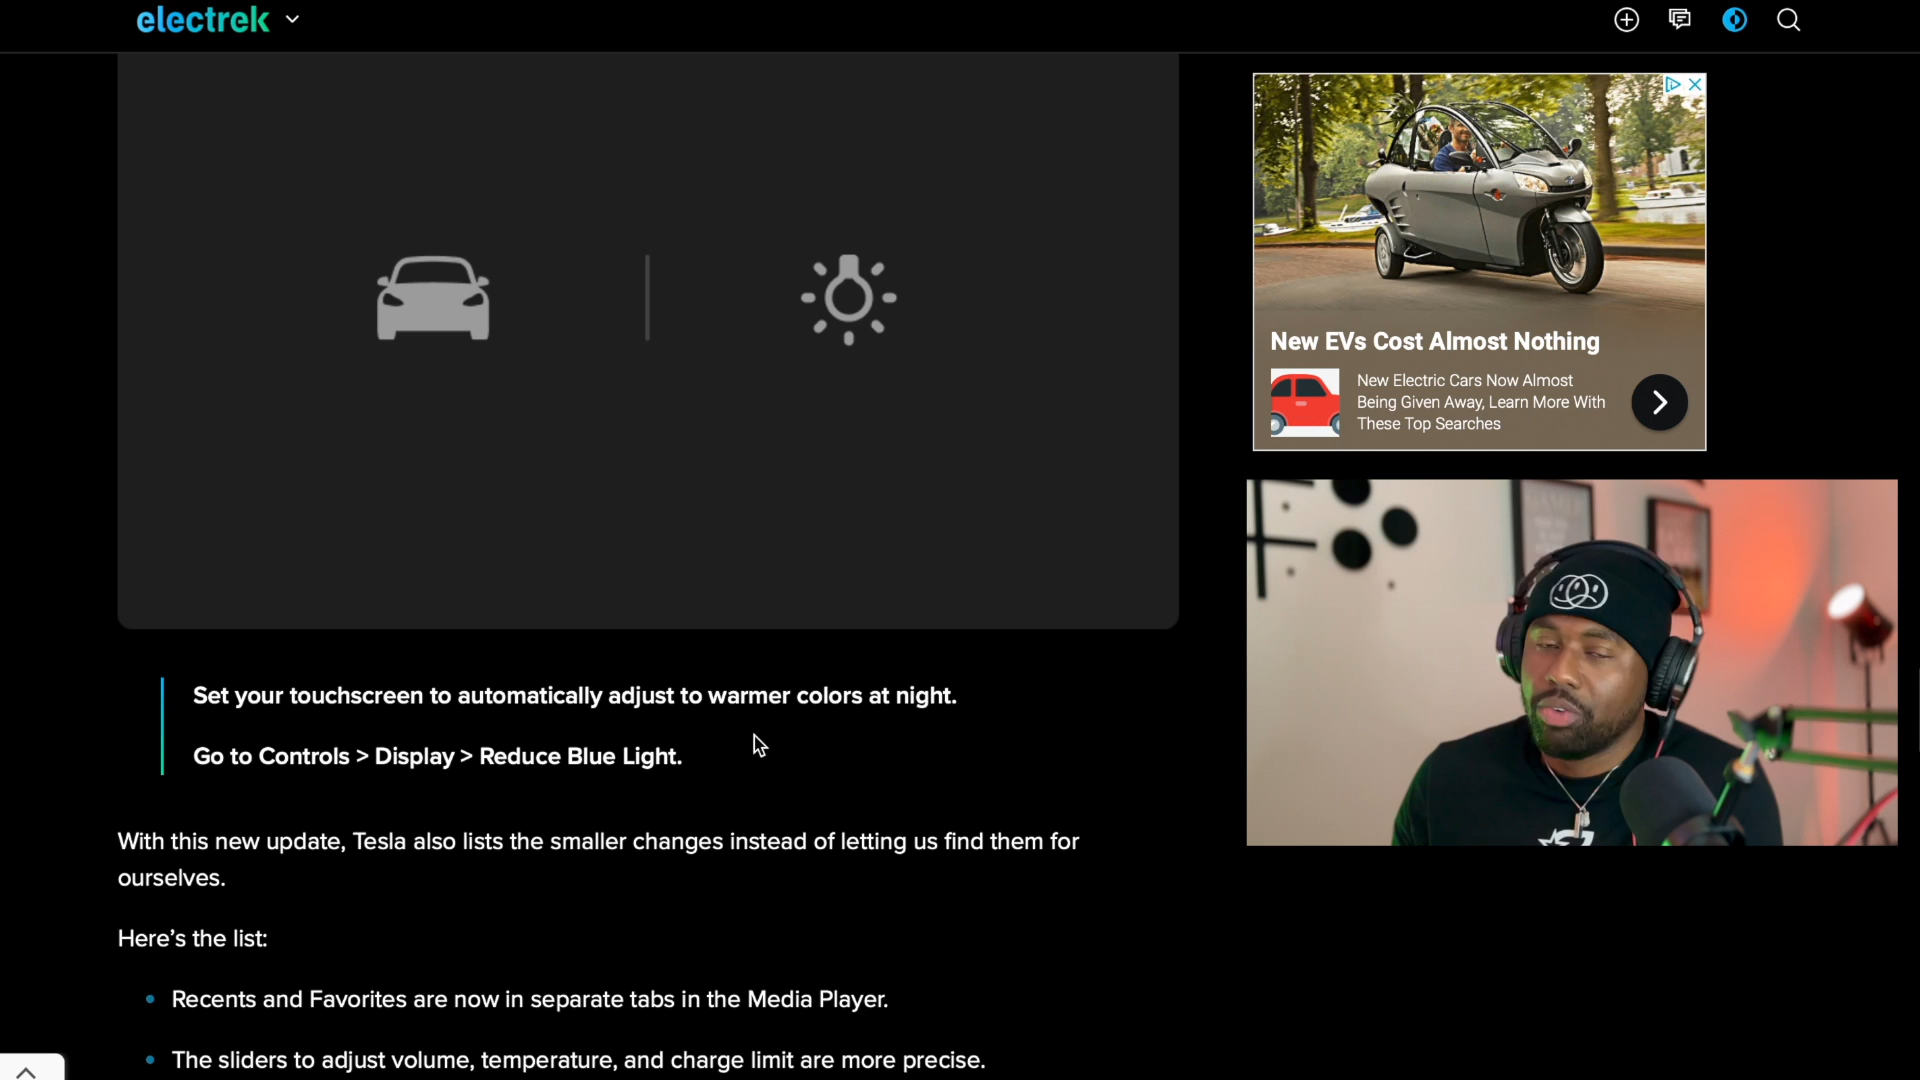 electrek
New EVs Cost Almost Nothing
New Electric Cars Now Almost
Being Given Away, Learn More With
These Top Searches
Set your touchscreen to automatically adjust to warmer colors at night.
Go to Controls > Display > Reduce Blue Light.
With this new update, Tesla also lists the smaller changes instead of letting us find them for
ourselves.
Here’s the list:
• Recents and Favorites are now in separate tabs in the Media Player.
• The sliders to adjust volume, temperature, and charge limit are more precise.